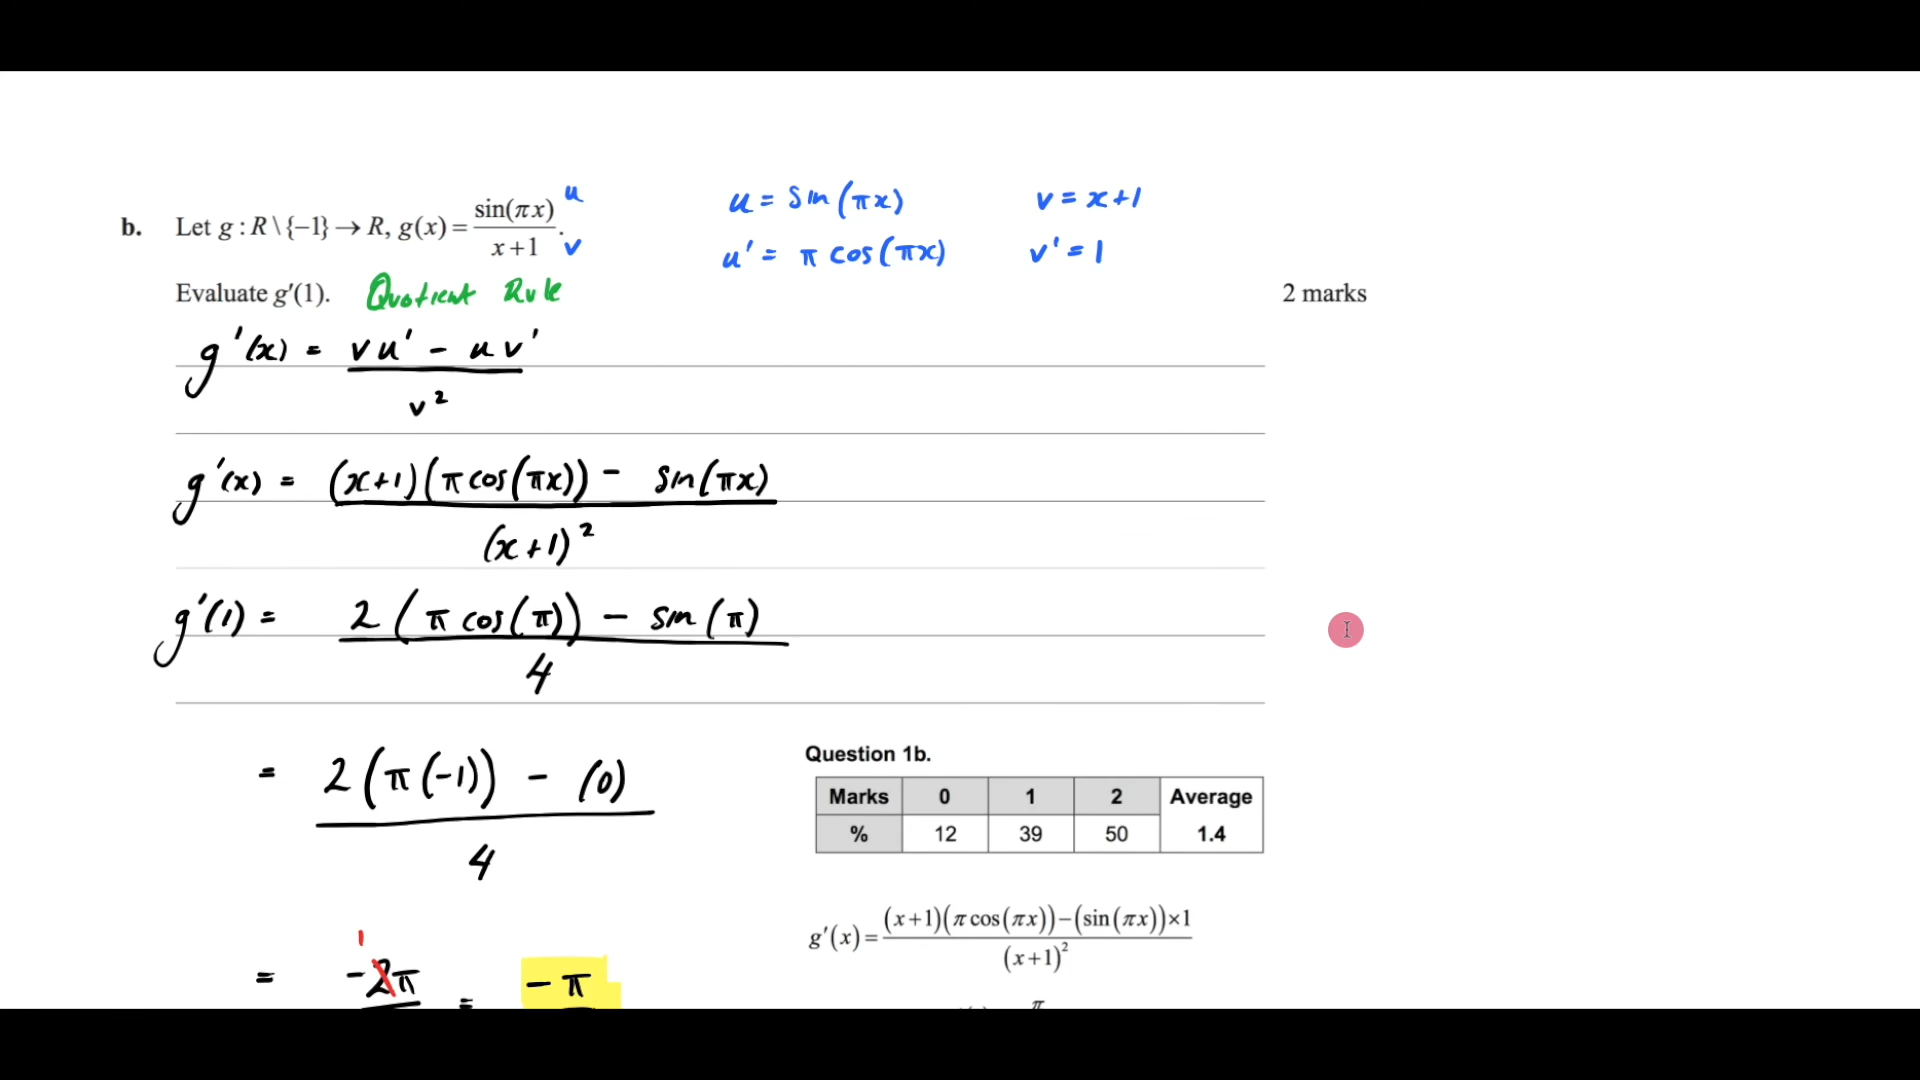 b. Let g : R \ {−1} → R, g(x) = sin(πx) / x + 1 . u v
u = sin(πx) v = x+1
u' = π cos(πx) v' = 1
Evaluate g′(1). Quotient Rule 2 marks
g'(x) = vu' − uv' / v²
g'(x) = (x+1)(π cos(πx)) − sin(πx) / (x+1)²
g'(1) = 2(π cos(π)) − sin(π) / 4
= 2(π(-1)) − (0) / 4
Question 1b.
Marks 0 1 2 Average
% 12 39 50 1.4
g′(x) = (x+1)(π cos(πx))−(sin(πx))×1 / (x+1)²
1
= −2π = −π
π